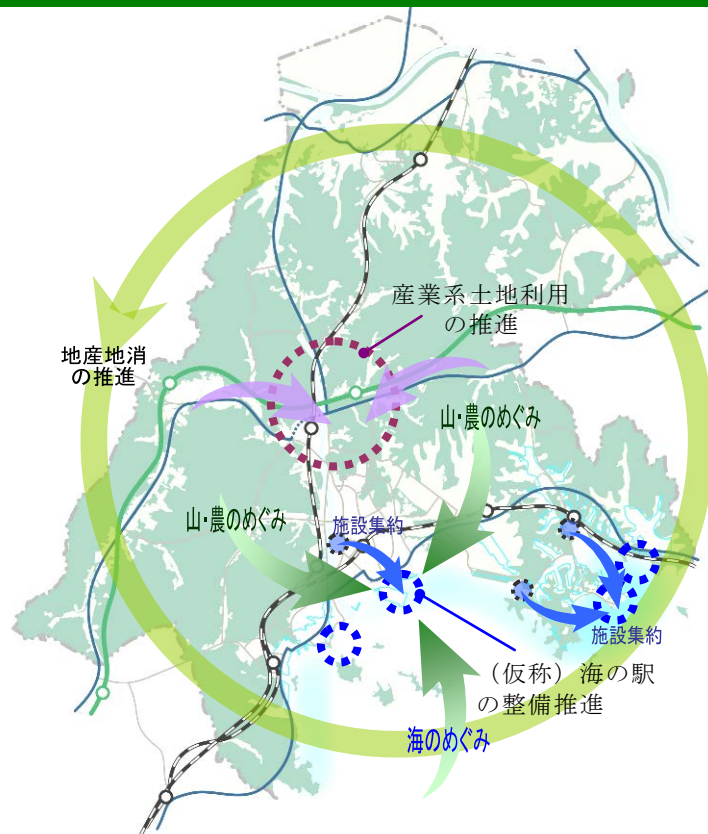 産業系土地利用
の推進
地産地消
の推進
山・農のめぐみ
山・農のめぐみ
施設集約
施設集約
（仮称）海の駅
の整備推進
海のめぐみ